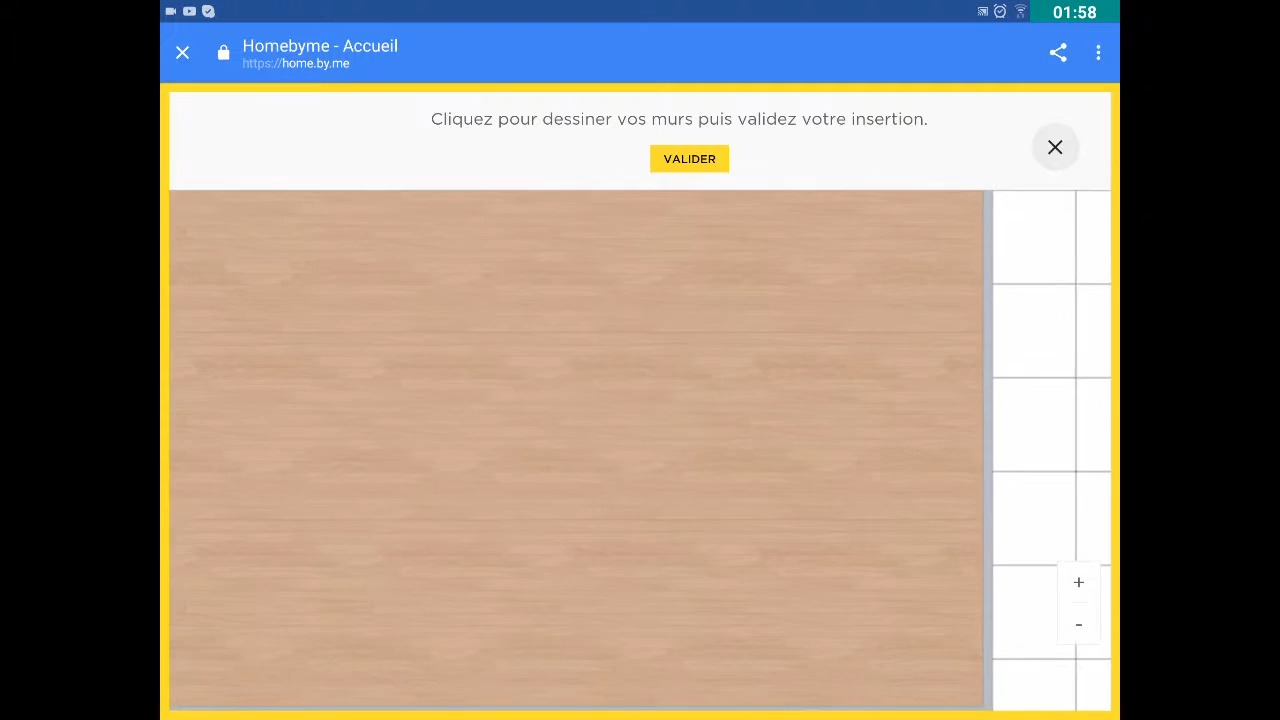 01:58
Homebyme - Accueil
https://home.by.me
Cliquez pour dessiner vos murs puis validez votre insertion.
VALIDER
+
-